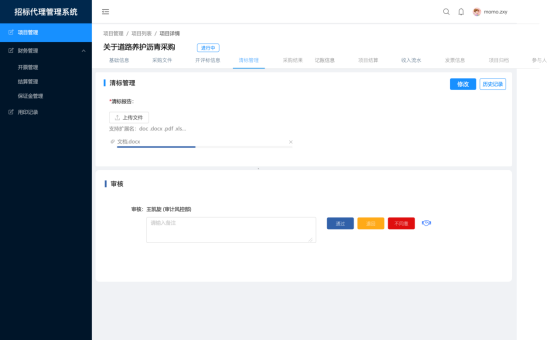 招标代理管理系统
momo.zxy
项目管理
财务管理
开票管理
结算管理
保证金管理
用印记录
项目管理 / 项目列表 / 项目详情
关于道路养护沥青采购
进行中
基础信息 采购文件 开评标信息 清标管理 采购结果 过程信息 项目结算 收入流水 发票信息 项目归档 参与人
清标管理
修改 历史记录
*清标报告:
上传文件
支持扩展名: .doc .docx .pdf .xls...
文档.docx
审核
审核: 王凯旋 (审计风控部)
请输入备注
通过 退回 不同意